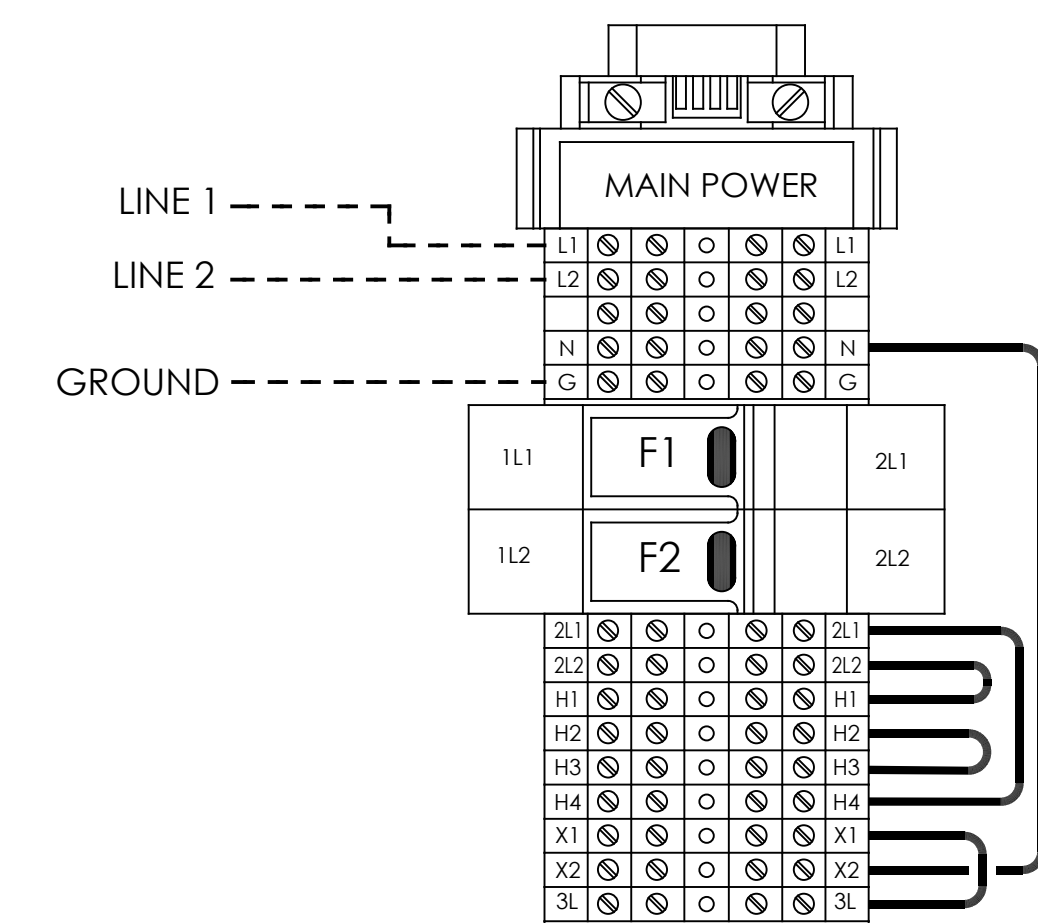 MAIN POWER
LINE 1
L1 L1
LINE 2
L2 L2
N N
GROUND
G G
1L1 F1 2L1
1L2 F2 2L2
2L1 2L1
2L2 2L2
H1 H1
H2 H2
H3 H3
H4 H4
X1 X1
X2 X2
3L 3L